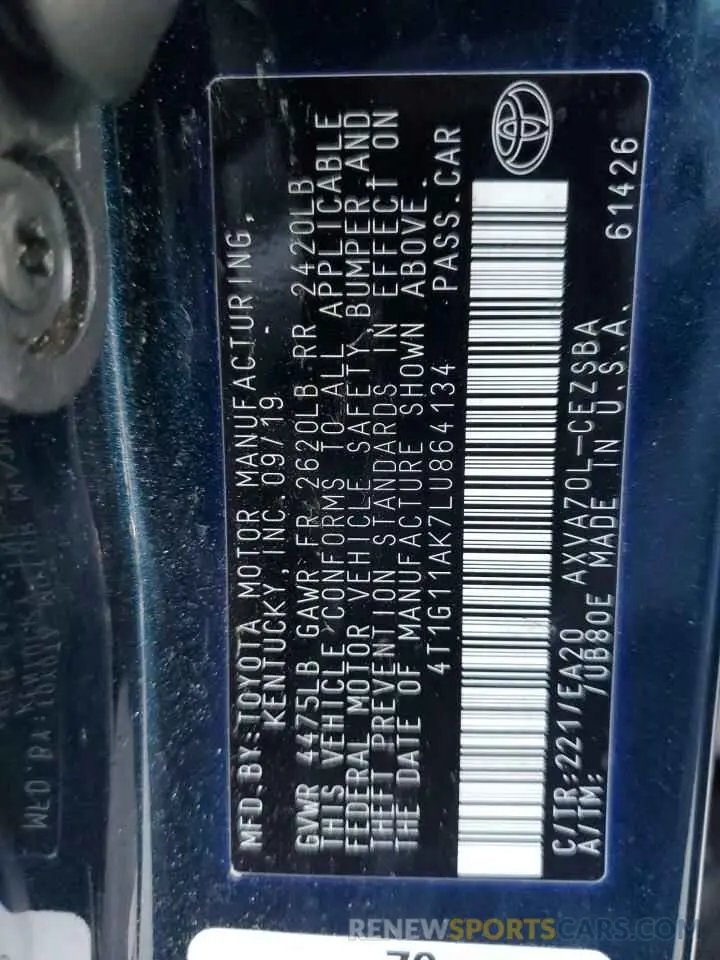 MFD.BY:TOYOTA MOTOR MANUFACTURING,
KENTUCKY,INC.09/19
GVWR 4475LB GAWR FR 2620LB RR 2420LB
THIS VEHICLE CONFORMS TO ALL APPLICABLE
FEDERAL MOTOR VEHICLE SAFETY,BUMPER AND
THEFT PREVENTION STANDARDS IN EFFECT ON
THE DATE OF MANUFACTURE SHOWN ABOVE.
4T1G11AK7LU864134 PASS.CAR
C/TR:221/EA20 AXVA70L-CEZSBA
A/TM: 7UB80E MADE IN U.S.A. 61426
RENEWSPORTSCARS.COM